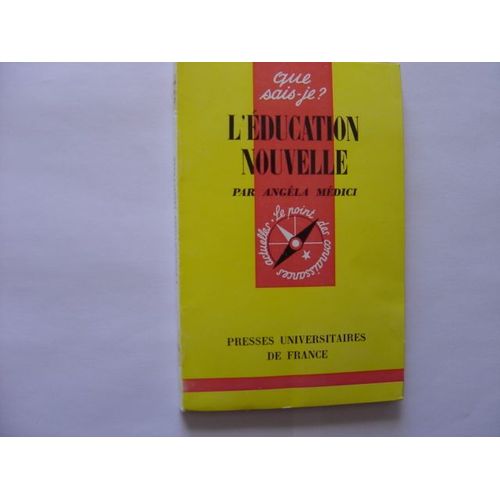 que
sais-je?
L'ÉDUCATION
NOUVELLE
PAR ANGÉLA MÉDICI
Le point des connaissances actuelles.
PRESSES UNIVERSITAIRES
DE FRANCE